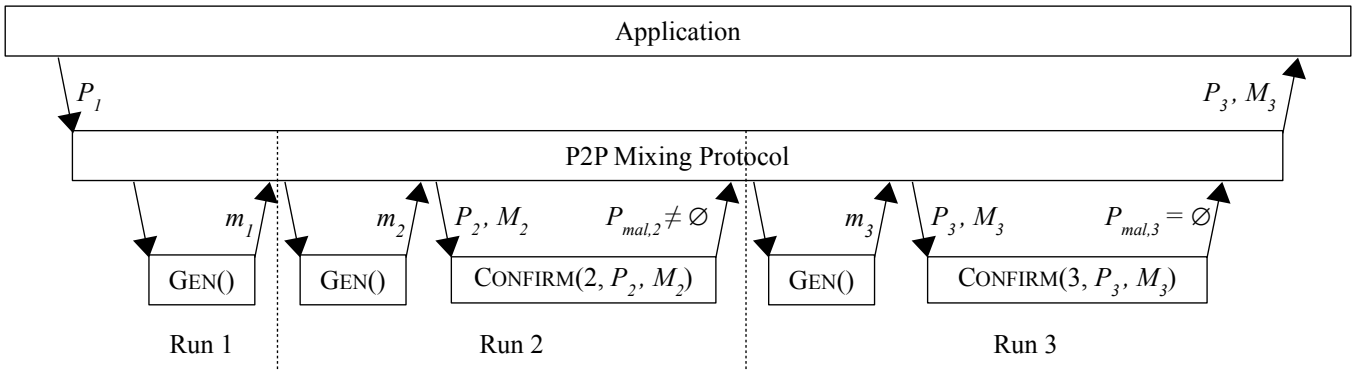 Application
P₁
P₃, M₃
P2P Mixing Protocol
m₁
m₂
P₂, M₂
Pₘₐₗ,₂ ≠ ∅
m₃
P₃, M₃
Pₘₐₗ,₃ = ∅
GEN()
GEN()
CONFIRM(2, P₂, M₂)
GEN()
CONFIRM(3, P₃, M₃)
Run 1
Run 2
Run 3